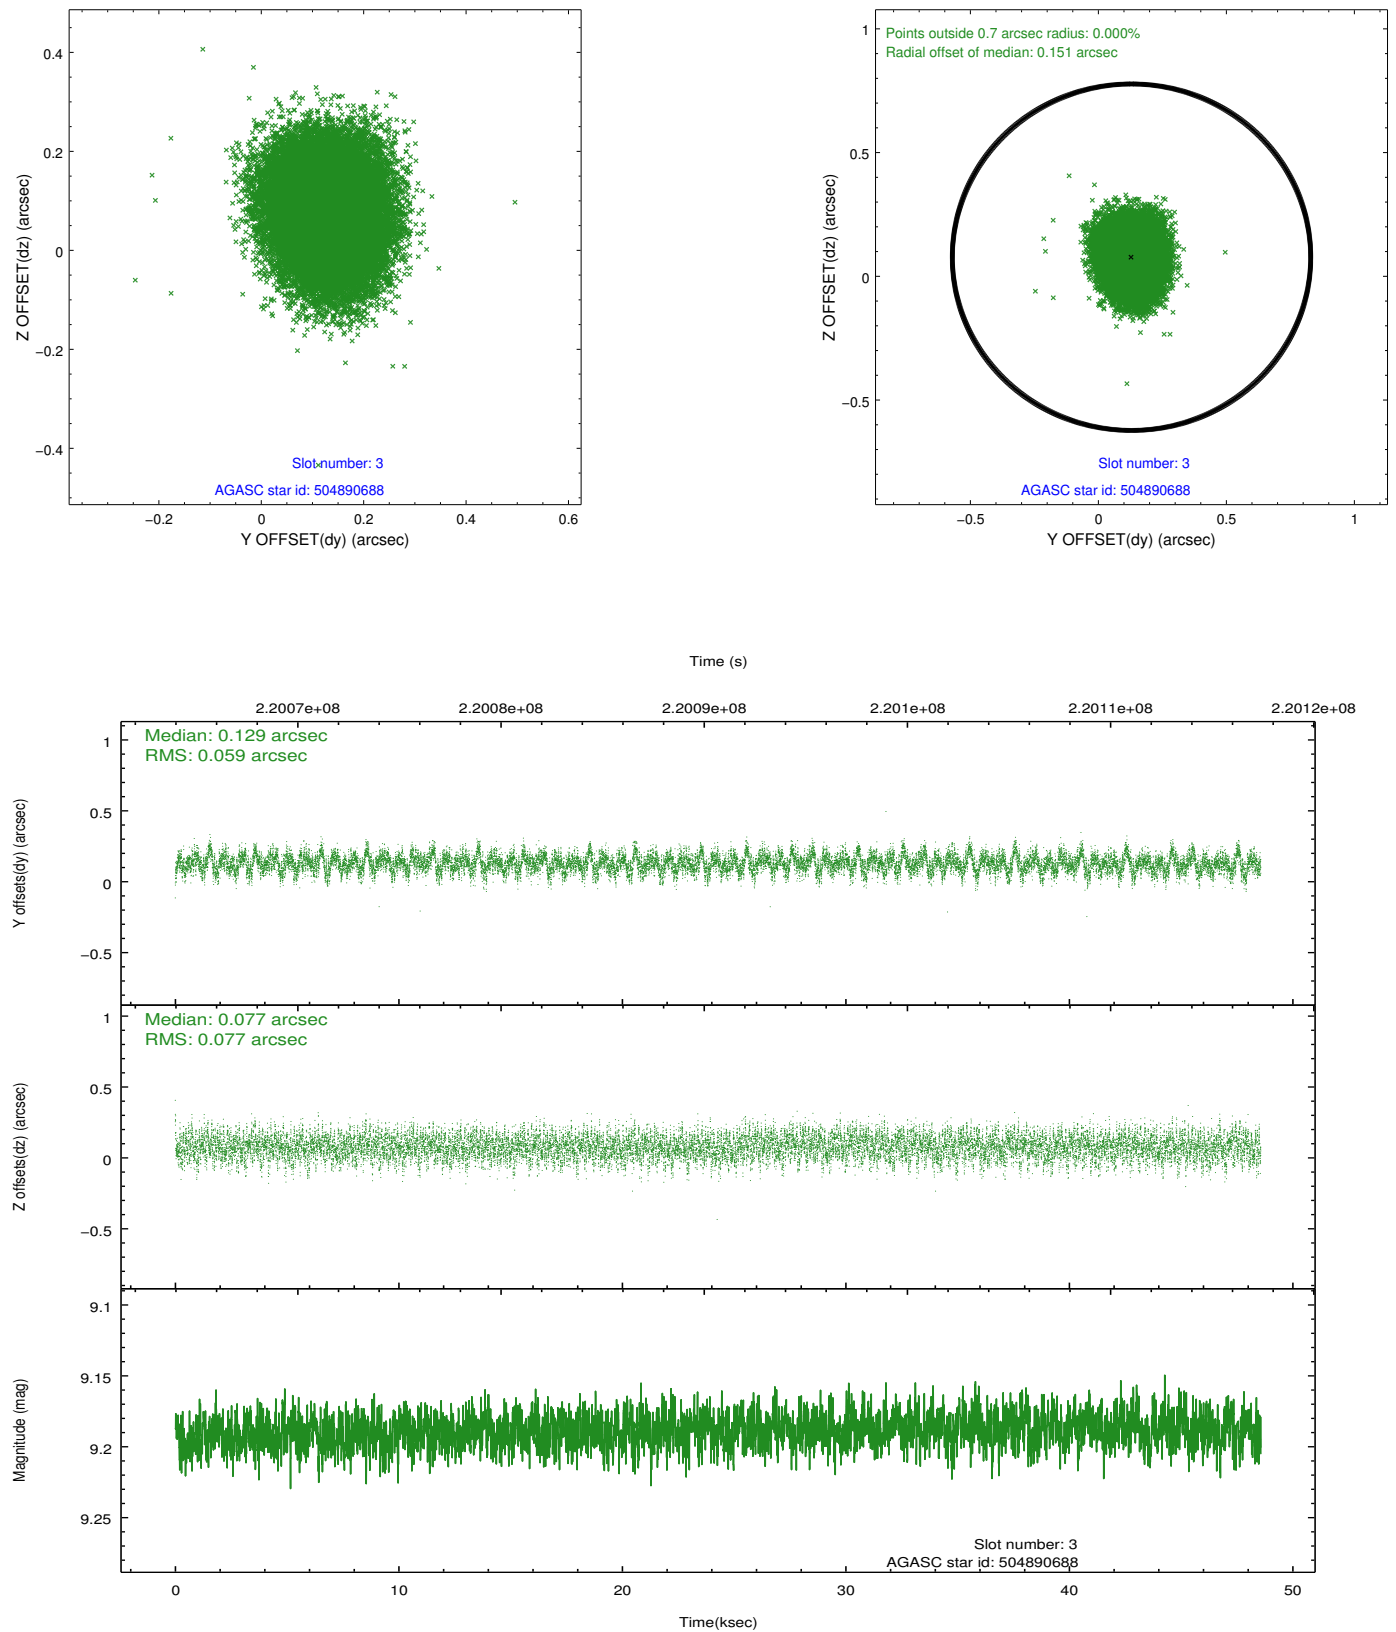 0.4
0.2
0
−0.2
−0.4
Z OFFSET(dz) (arcsec)
Slot number: 3
AGASC star id: 504890688
−0.2
0
0.2
0.4
0.6
Y OFFSET(dy) (arcsec)
Points outside 0.7 arcsec radius: 0.000%
Radial offset of median: 0.151 arcsec
1
0.5
0
−0.5
Z OFFSET(dz) (arcsec)
Slot number: 3
AGASC star id: 504890688
−0.5
0
0.5
1
Y OFFSET(dy) (arcsec)
Time (s)
2.2007e+08
2.2008e+08
2.2009e+08
2.201e+08
2.2011e+08
2.2012e+08
Median: 0.129 arcsec
RMS: 0.059 arcsec
1
0.5
0
−0.5
Y offsets(dy) (arcsec)
Median: 0.077 arcsec
RMS: 0.077 arcsec
1
0.5
0
−0.5
Z offsets(dz) (arcsec)
9.1
9.15
9.2
9.25
Magnitude (mag)
Slot number: 3
AGASC star id: 504890688
0
10
20
30
40
50
Time(ksec)